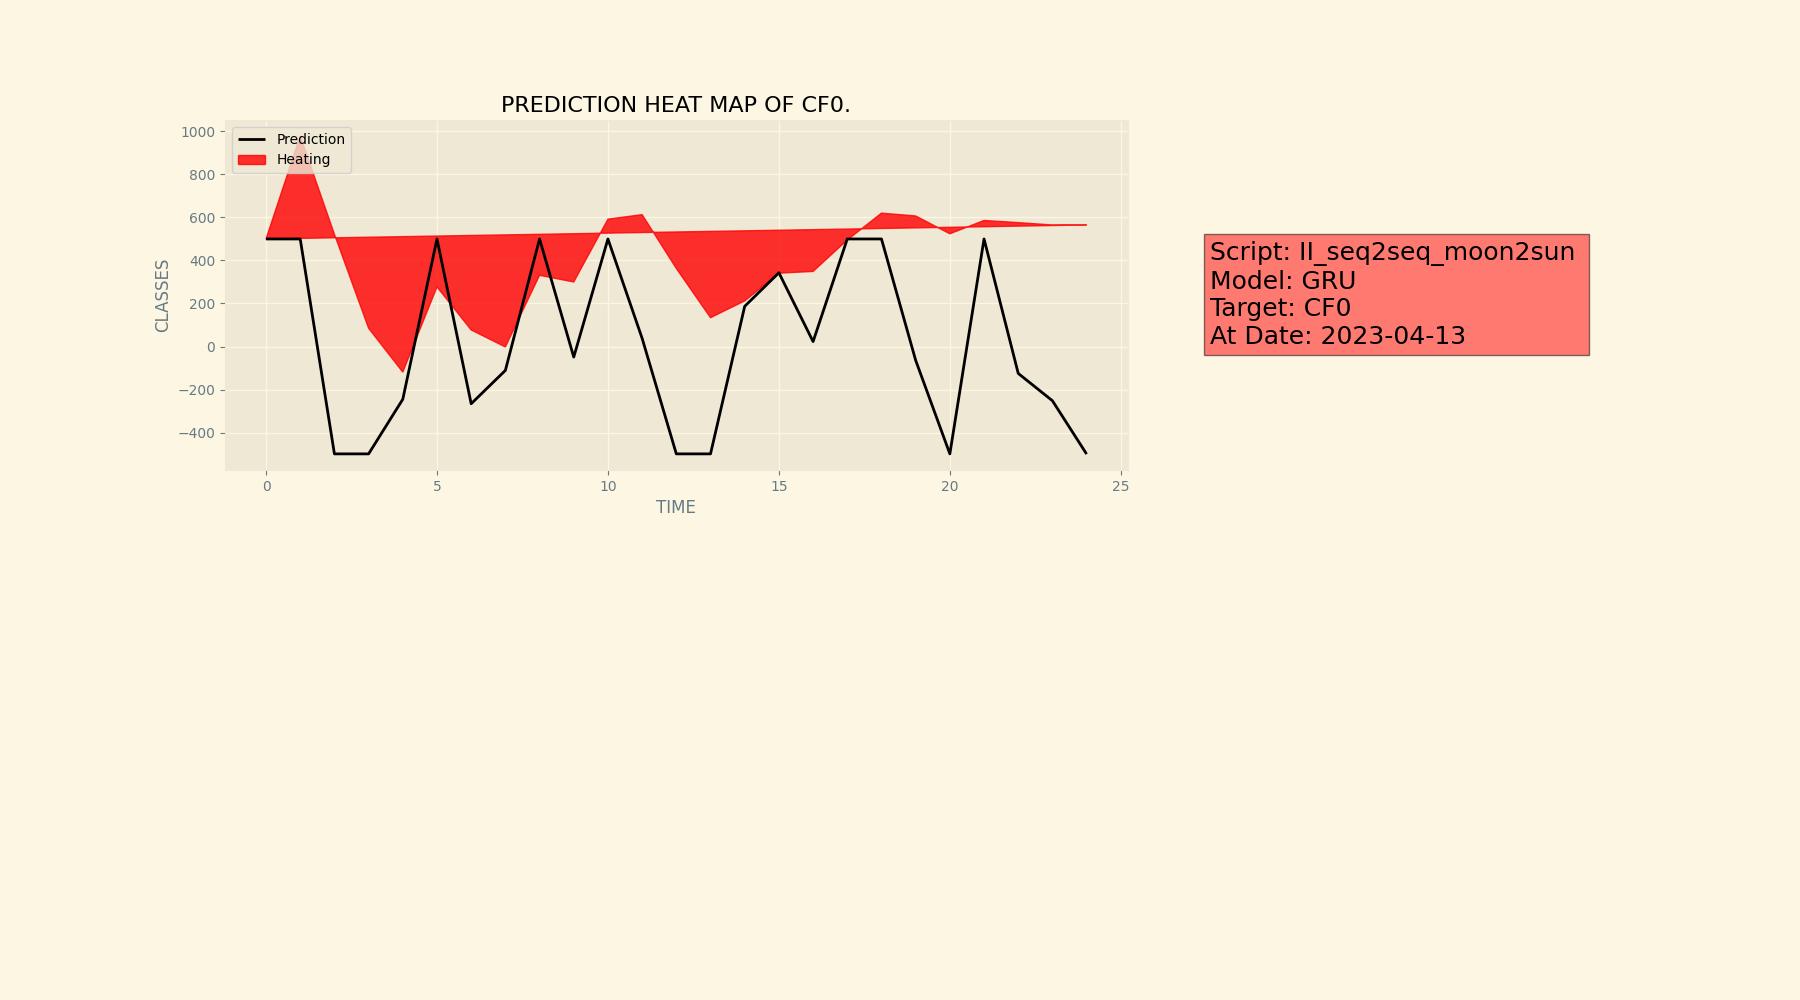 PREDICTION HEAT MAP OF CF0.
1000
800
600
400
200
0
−200
−400
CLASSES
Prediction
Heating
0 5 10 15 20 25
TIME
Script: II_seq2seq_moon2sun
Model: GRU
Target: CF0
At Date: 2023-04-13